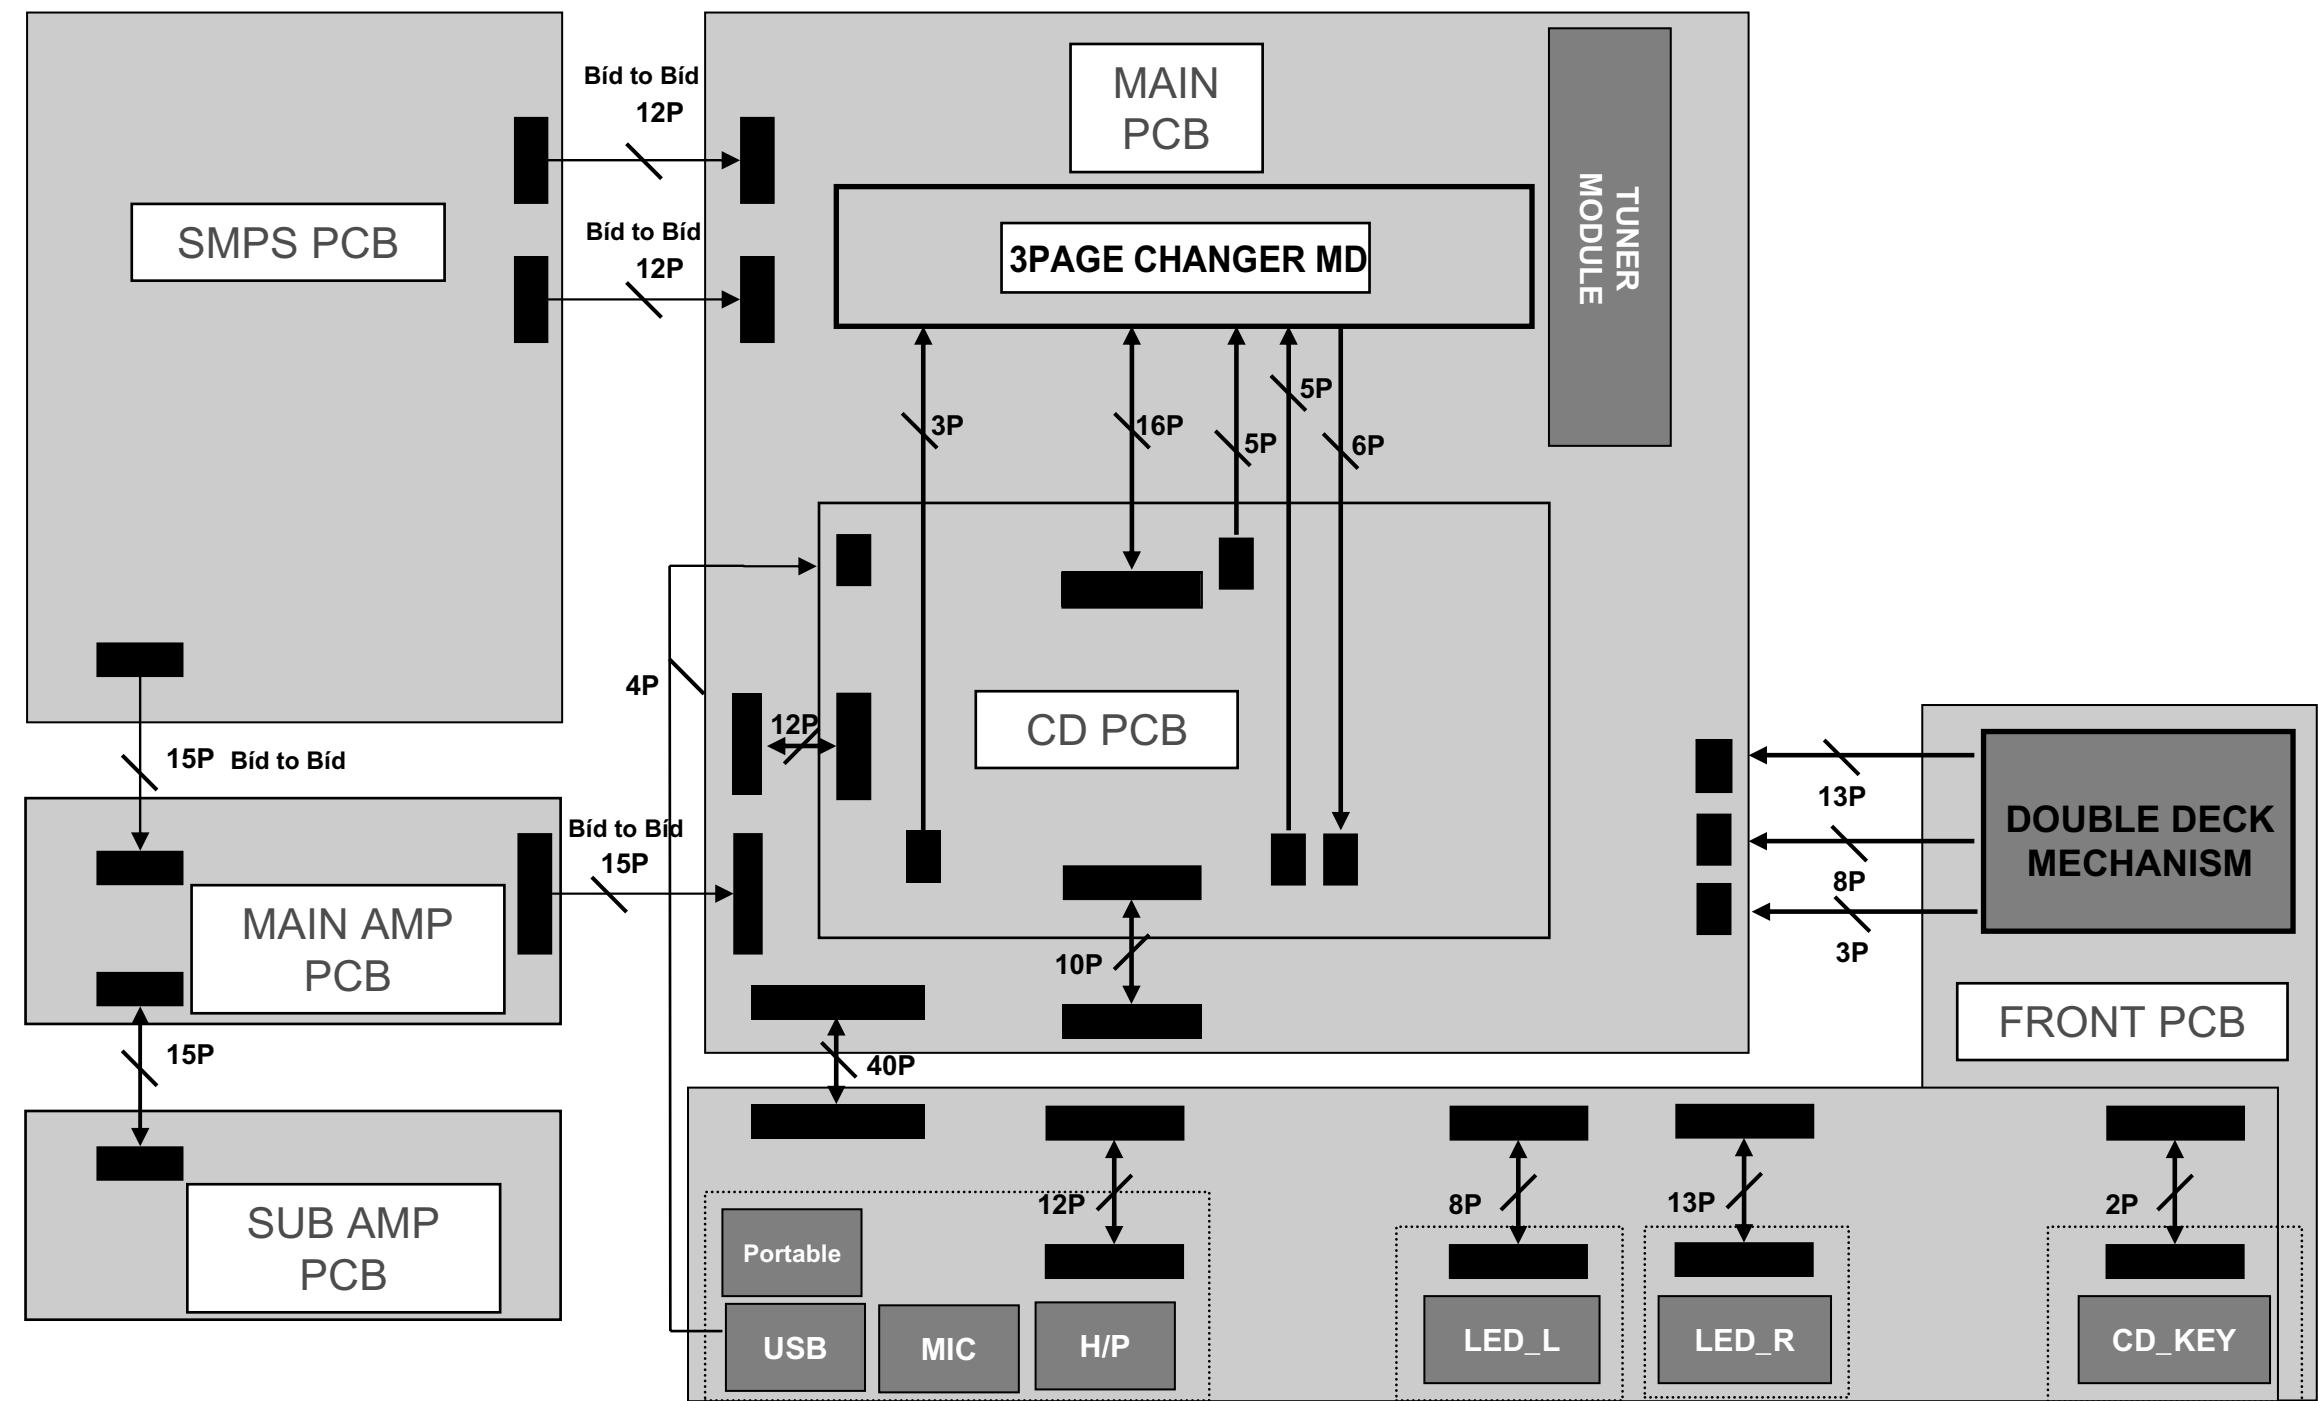 Bíd to Bíd
12P
MAIN
PCB
TUNER
MODULE
SMPS PCB
Bíd to Bíd
12P
3PAGE CHANGER MD
3P
16P
5P
5P
6P
4P
12P
CD PCB
15P Bíd to Bíd
Bíd to Bíd
15P
13P
8P
3P
DOUBLE DECK
MECHANISM
MAIN AMP
PCB
10P
FRONT PCB
15P
40P
SUB AMP
PCB
12P
8P
13P
2P
Portable
USB
MIC
H/P
LED_L
LED_R
CD_KEY